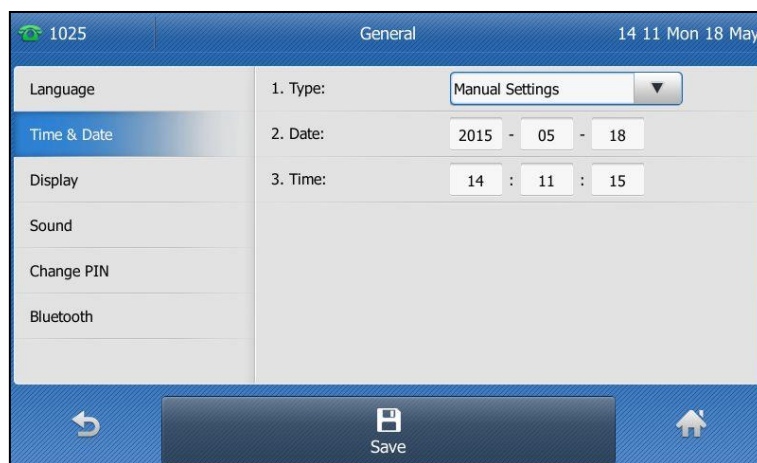 1025 General 14 11 Mon 18 May
Language
Time & Date
Display
Sound
Change PIN
Bluetooth
1. Type: Manual Settings
2. Date: 2015 - 05 - 18
3. Time: 14 : 11 : 15
Save